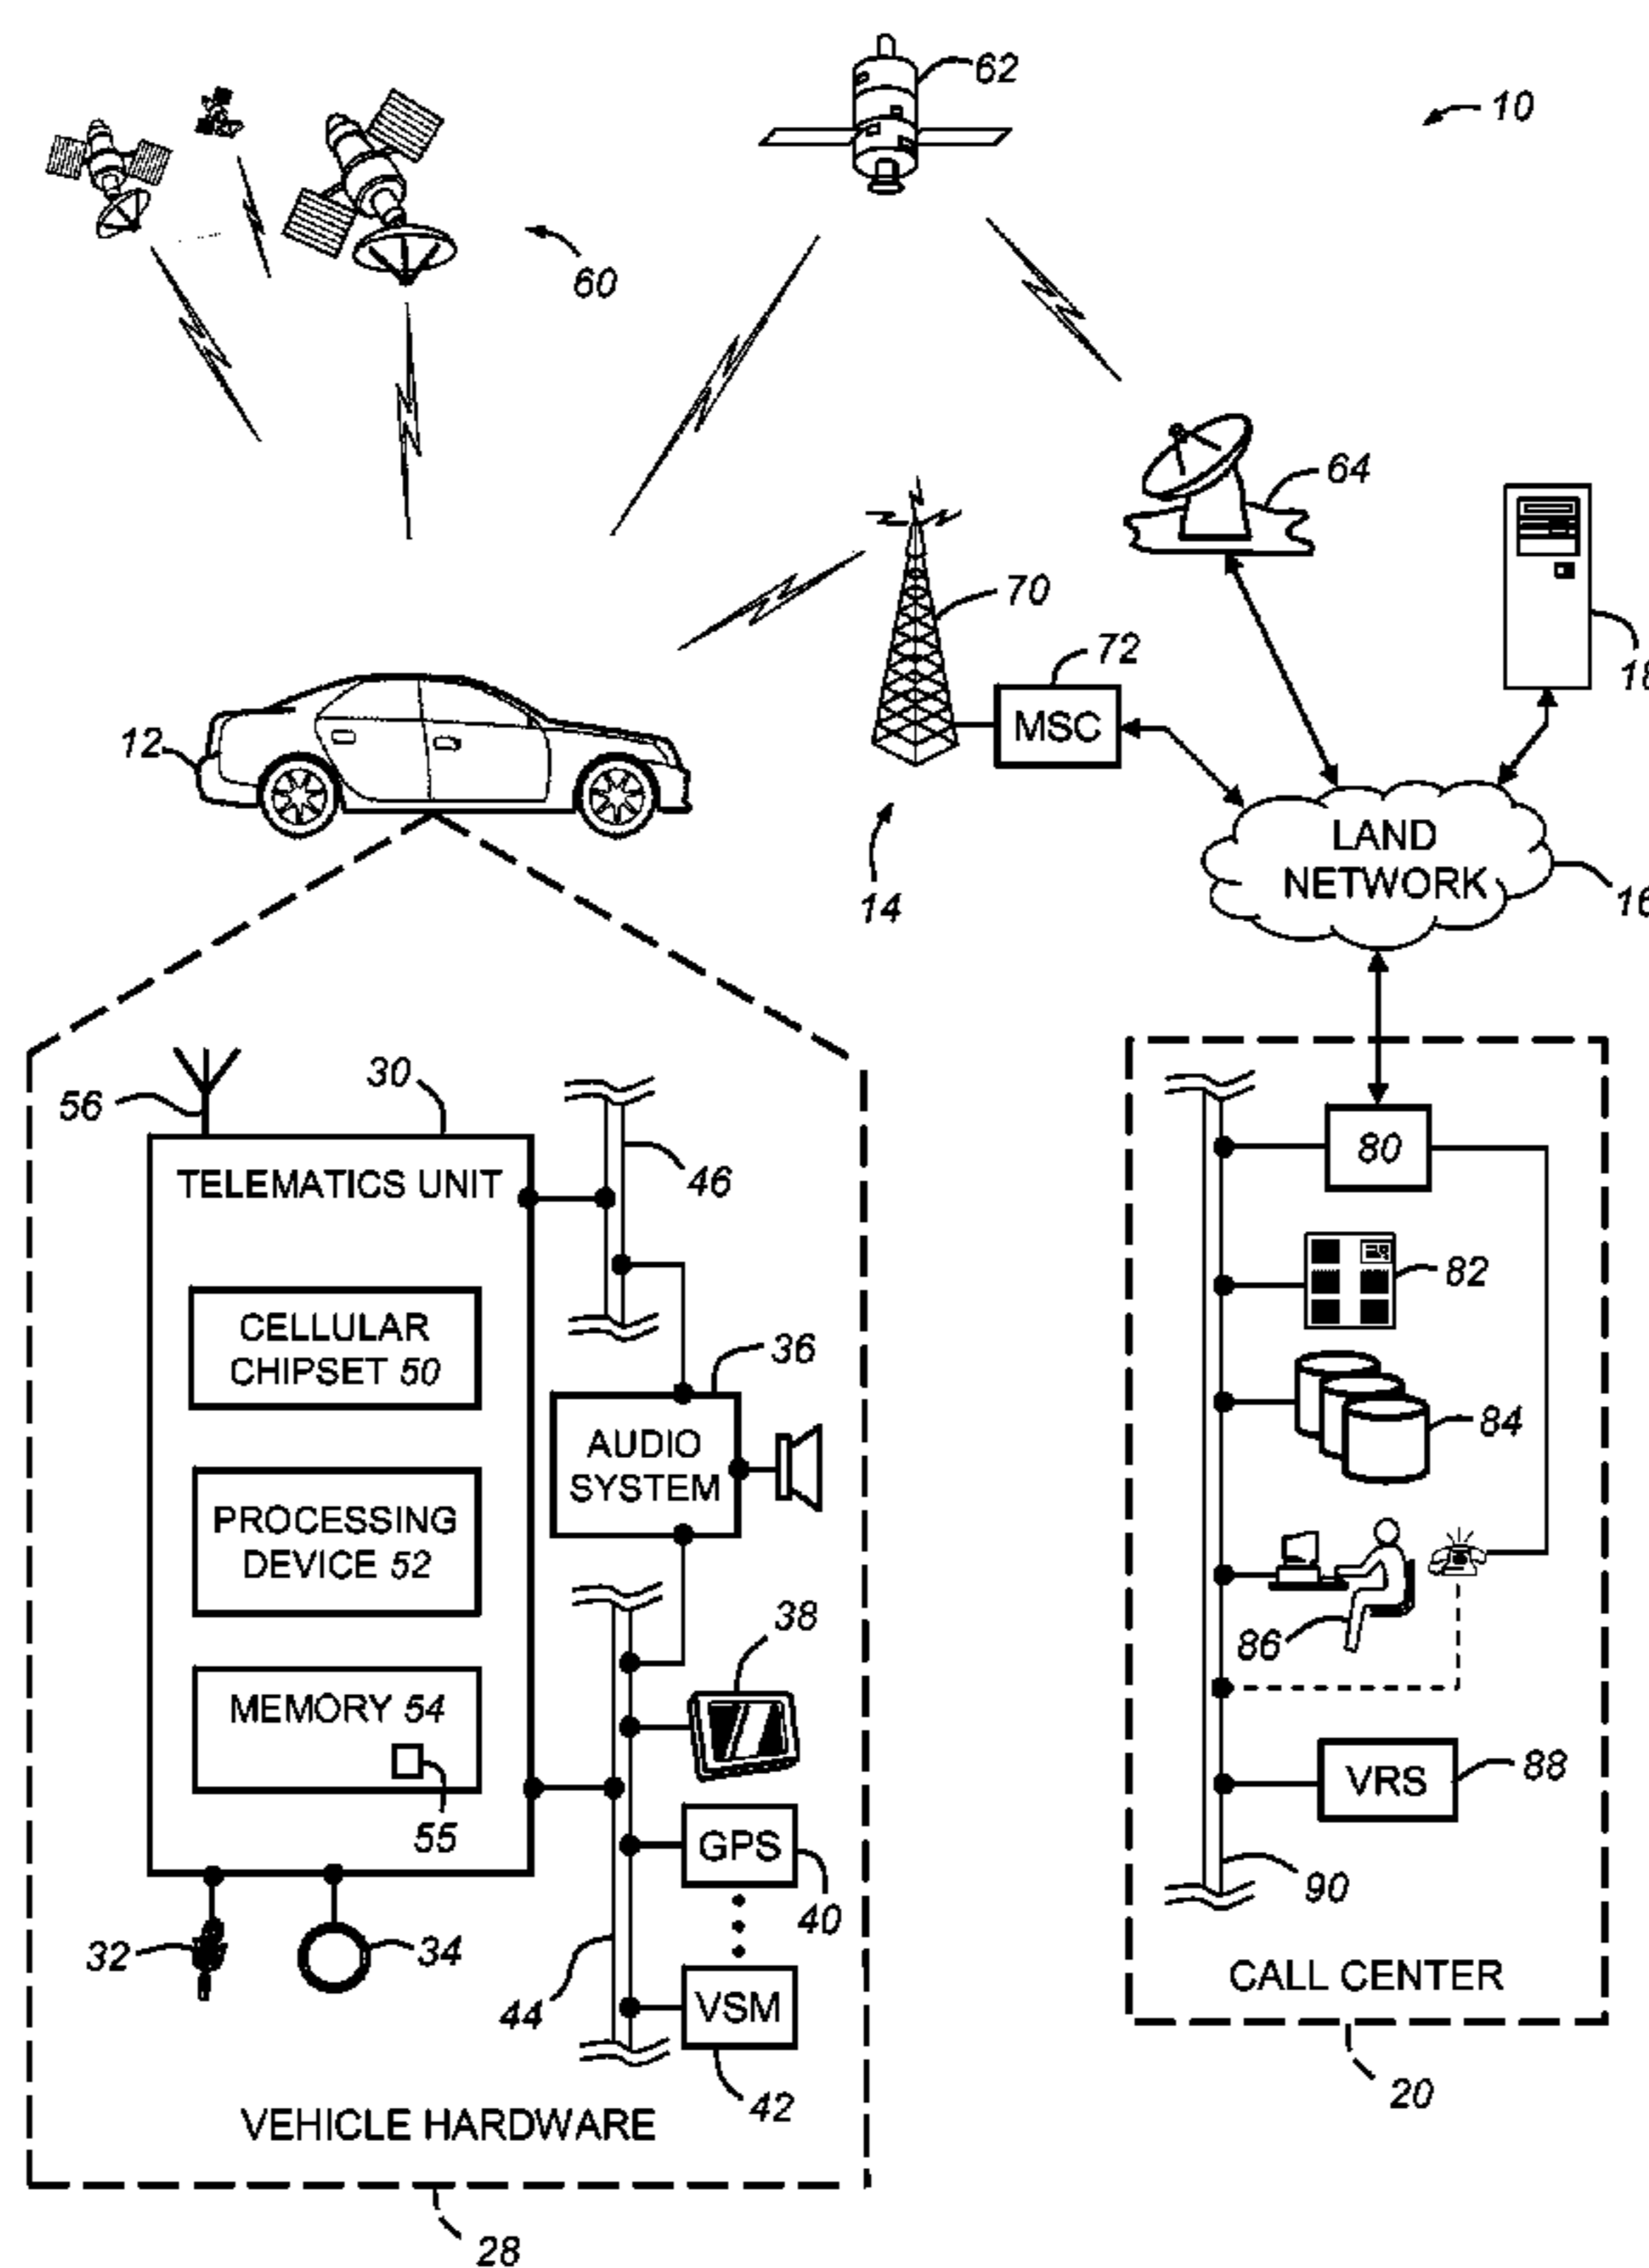 62
10
60
64
70
18
72
MSC
12
LAND
NETWORK
16
14
56
30
TELEMATICS UNIT
46
80
82
CELLULAR
CHIPSET 50
36
AUDIO
SYSTEM
84
PROCESSING
DEVICE 52
38
86
MEMORY 54
55
VRS
88
GPS
40
90
32
34
44
VSM
42
CALL CENTER
20
VEHICLE HARDWARE
28